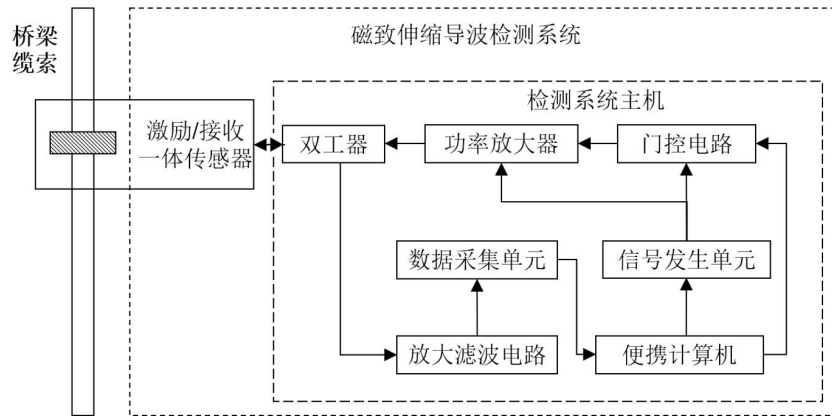 磁致伸缩导波检测系统
桥梁
缆索
检测系统主机
激励/接收
一体传感器
双工器
功率放大器
门控电路
数据采集单元
信号发生单元
放大滤波电路
便携计算机